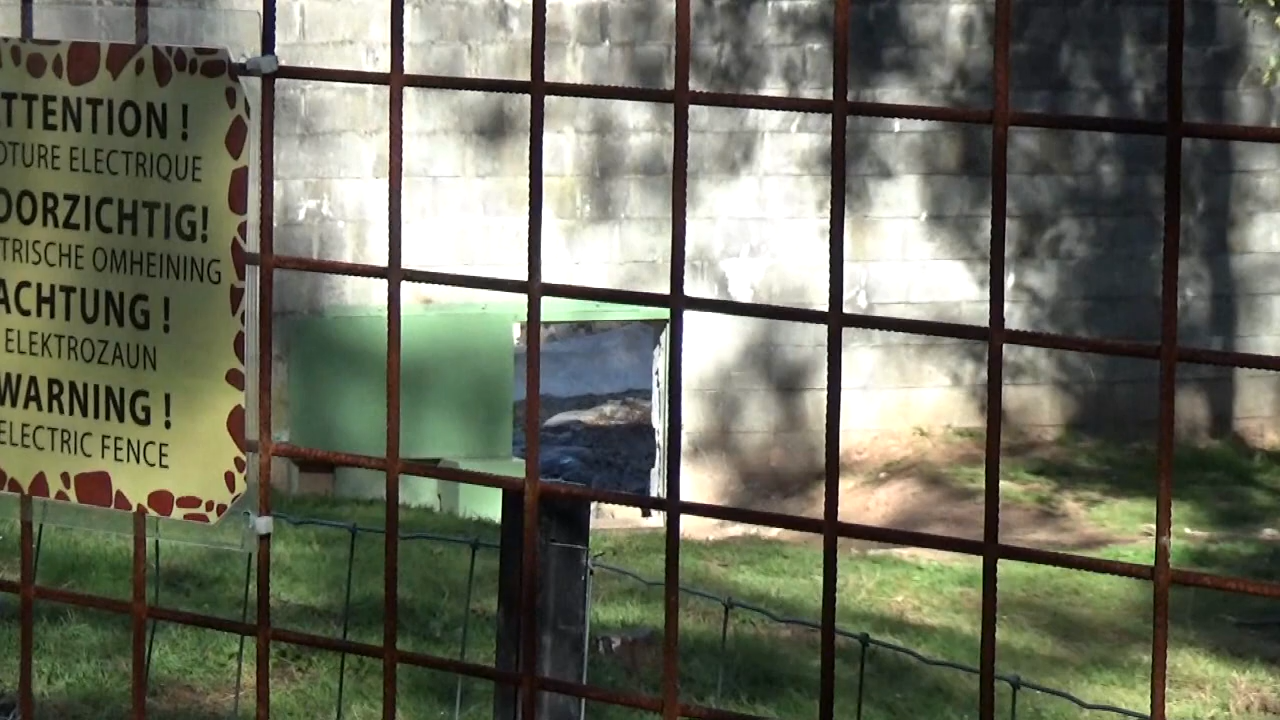 TTENTION !
OTURE ELECTRIQUE
OORZICHTIG!
TRISCHE OMHEINING
ACHTUNG !
ELEKTROZAUN
WARNING !
ELECTRIC FENCE